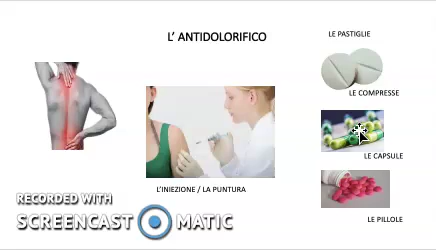 L' ANTIDOLORIFICO
LE PASTIGLIE
LE COMPRESSE
LE CAPSULE
L'INIEZIONE / LA PUNTURA
LE PILLOLE
RECORDED WITH
SCREENCAST MATIC